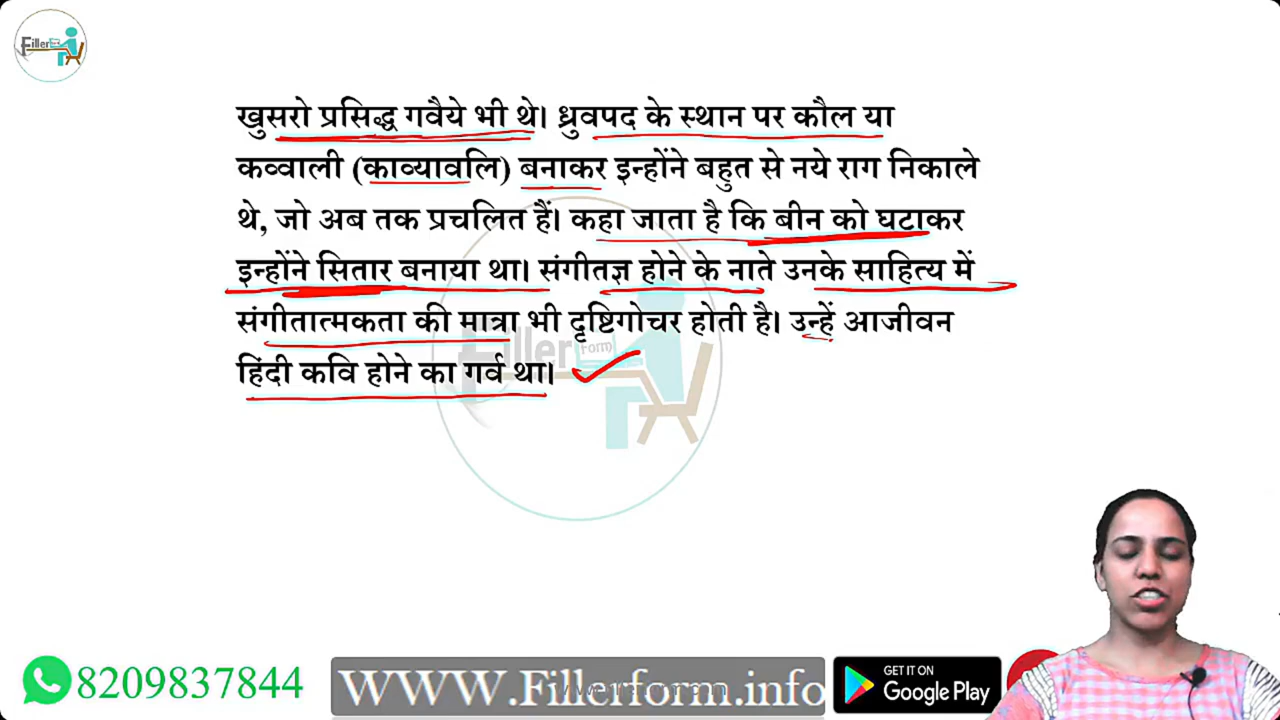 Fillerform
खुसरो प्रसिद्ध गवैये भी थे। ध्रुवपद के स्थान पर कौल या
कव्वाली (काव्यावलि) बनाकर इन्होंने बहुत से नये राग निकाले
थे, जो अब तक प्रचलित हैं। कहा जाता है कि बीन को घटाकर
इन्होंने सितार बनाया था। संगीतज्ञ होने के नाते उनके साहित्य में
संगीतात्मकता की मात्रा भी दृष्टिगोचर होती है। उन्हें आजीवन
हिंदी कवि होने का गर्व था।
Filler form
8209837844
WWW.Fillerform.info
GET IT ON
Google Play